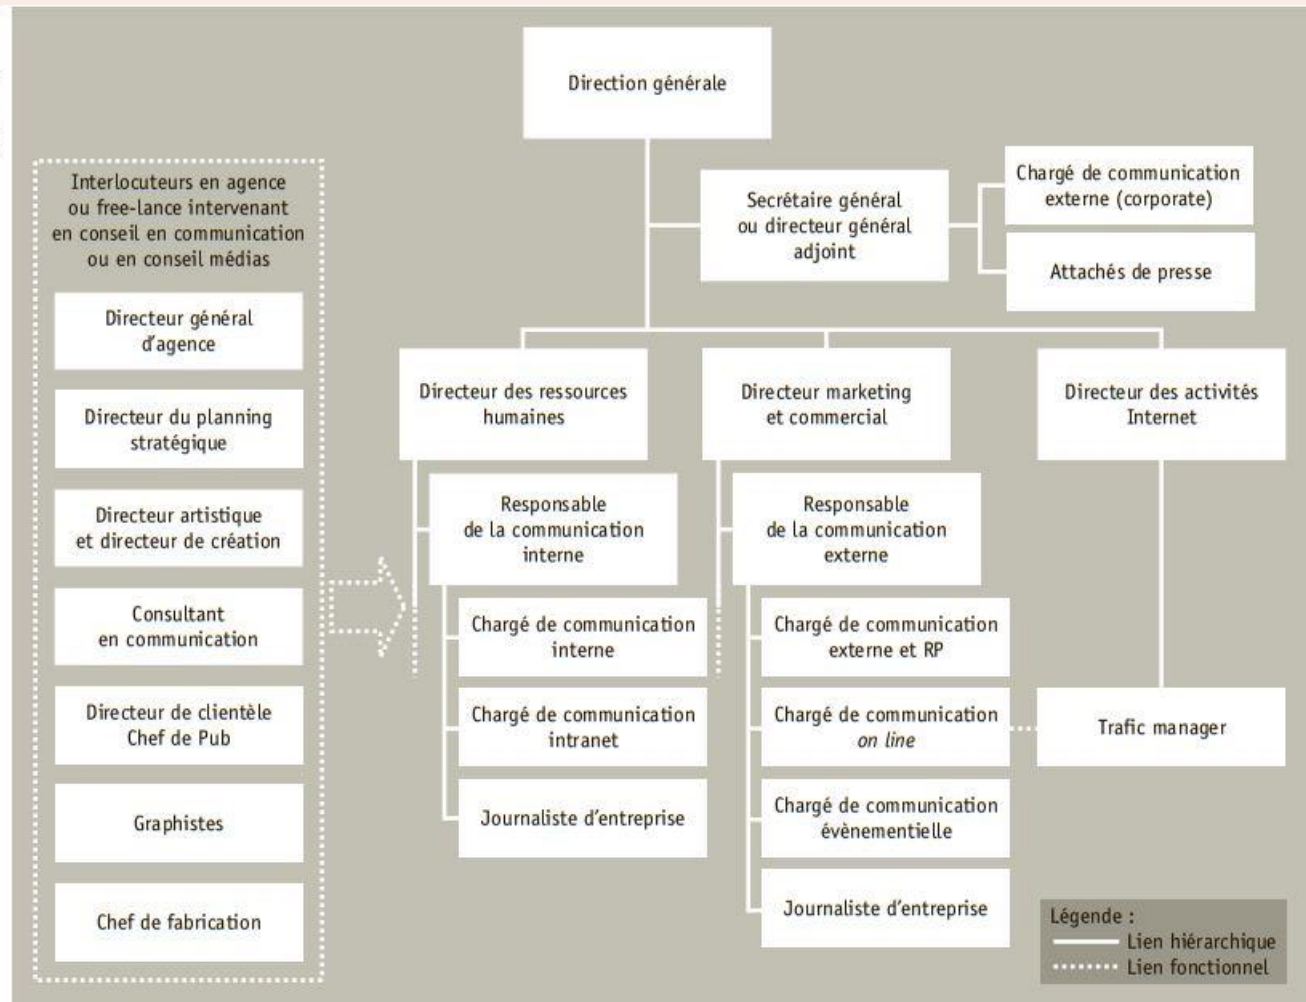 Direction générale
Secrétaire général
ou directeur général
adjoint
Chargé de communication
externe (corporate)
Attachés de presse
Interlocuteurs en agence
ou free-lance intervenant
en conseil en communication
ou en conseil médias
Directeur général
d'agence
Directeur du planning
stratégique
Directeur artistique
et directeur de création
Consultant
en communication
Directeur de clientèle
Chef de Pub
Graphistes
Chef de fabrication
Directeur des ressources
humaines
Responsable
de la communication
interne
Chargé de communication
interne
Chargé de communication
intranet
Journaliste d'entreprise
Directeur marketing
et commercial
Responsable
de la communication
externe
Chargé de communication
externe et RP
Chargé de communication
on line
Chargé de communication
évènementielle
Journaliste d'entreprise
Directeur des activités
Internet
Trafic manager
Légende :
Lien hiérarchique
Lien fonctionnel